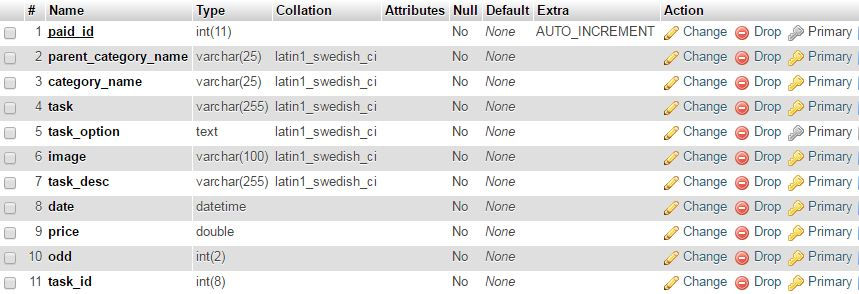 # Name Type Collation Attributes Null Default Extra Action
1 paid_id int(11) No None AUTO_INCREMENT Change Drop Primary
2 parent_category_name varchar(25) latin1_swedish_ci No None Change Drop Primary
3 category_name varchar(25) latin1_swedish_ci No None Change Drop Primary
4 task varchar(255) latin1_swedish_ci No None Change Drop Primary
5 task_option text latin1_swedish_ci No None Change Drop Primary
6 image varchar(100) latin1_swedish_ci No None Change Drop Primary
7 task_desc varchar(255) latin1_swedish_ci No None Change Drop Primary
8 date datetime No None Change Drop Primary
9 price double No None Change Drop Primary
10 odd int(2) No None Change Drop Primary
11 task_id int(8) No None Change Drop Primary